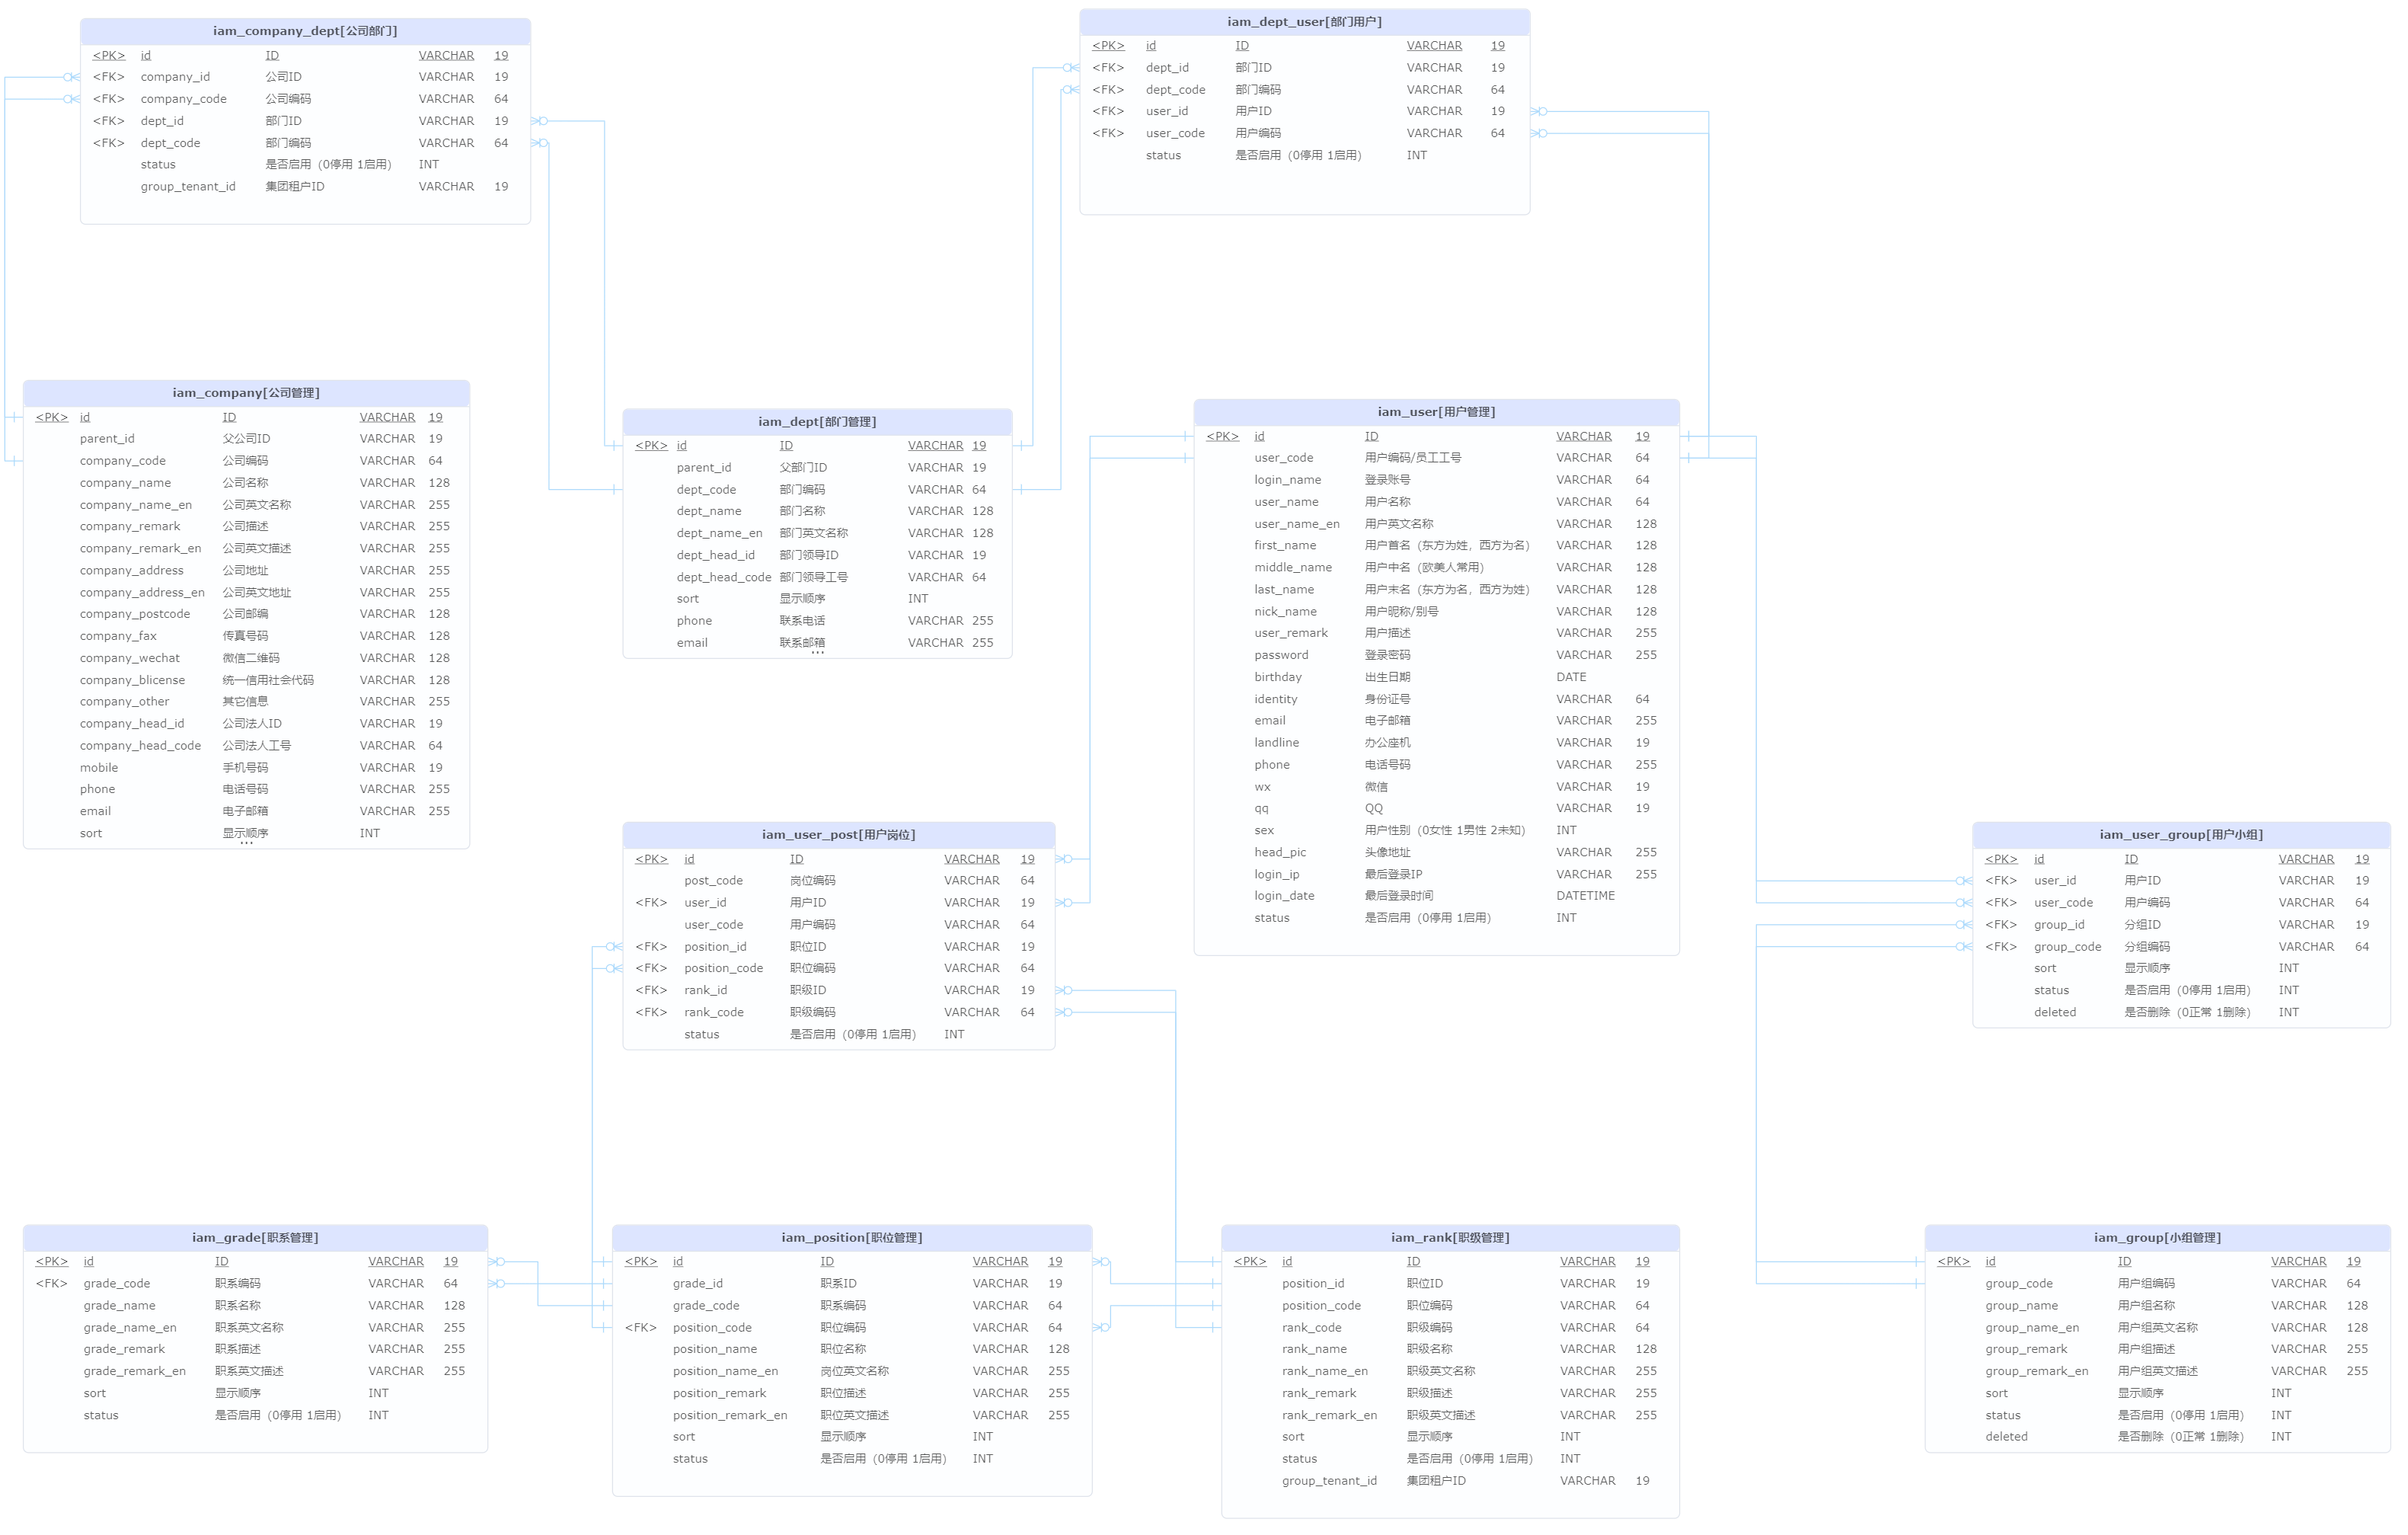 iam_company_dept[公司部门]
<PK> id ID VARCHAR 19
<FK> company_id 公司ID VARCHAR 19
<FK> company_code 公司编码 VARCHAR 64
<FK> dept_id 部门ID VARCHAR 19
<FK> dept_code 部门编码 VARCHAR 64
status 是否启用（0停用 1启用） INT
group_tenant_id 集团租户ID VARCHAR 19
iam_dept_user[部门用户]
<PK> id ID VARCHAR 19
<FK> dept_id 部门ID VARCHAR 19
<FK> dept_code 部门编码 VARCHAR 64
<FK> user_id 用户ID VARCHAR 19
<FK> user_code 用户编码 VARCHAR 64
status 是否启用（0停用 1启用） INT
iam_company[公司管理]
<PK> id ID VARCHAR 19
parent_id 父公司ID VARCHAR 19
company_code 公司编码 VARCHAR 64
company_name 公司名称 VARCHAR 128
company_name_en 公司英文名称 VARCHAR 255
company_remark 公司描述 VARCHAR 255
company_remark_en 公司英文描述 VARCHAR 255
company_address 公司地址 VARCHAR 255
company_address_en 公司英文地址 VARCHAR 255
company_postcode 公司邮编 VARCHAR 128
company_fax 传真号码 VARCHAR 128
company_wechat 微信二维码 VARCHAR 128
company_blicense 统一信用社会代码 VARCHAR 128
company_other 其它信息 VARCHAR 255
company_head_id 公司法人ID VARCHAR 19
company_head_code 公司法人工号 VARCHAR 64
mobile 手机号码 VARCHAR 19
phone 电话号码 VARCHAR 255
email 电子邮箱 VARCHAR 255
sort 显示顺序 INT
...
iam_dept[部门管理]
<PK> id ID VARCHAR 19
parent_id 父部门ID VARCHAR 19
dept_code 部门编码 VARCHAR 64
dept_name 部门名称 VARCHAR 128
dept_name_en 部门英文名称 VARCHAR 128
dept_head_id 部门领导ID VARCHAR 19
dept_head_code 部门领导工号 VARCHAR 64
sort 显示顺序 INT
phone 联系电话 VARCHAR 255
email 联系邮箱 VARCHAR 255
...
iam_user[用户管理]
<PK> id ID VARCHAR 19
user_code 用户编码/员工工号 VARCHAR 64
login_name 登录账号 VARCHAR 64
user_name 用户名称 VARCHAR 64
user_name_en 用户英文名称 VARCHAR 128
first_name 用户首名（东方为姓，西方为名） VARCHAR 128
middle_name 用户中名（欧美人常用） VARCHAR 128
last_name 用户末名（东方为名，西方为姓） VARCHAR 128
nick_name 用户昵称/别号 VARCHAR 128
user_remark 用户描述 VARCHAR 255
password 登录密码 VARCHAR 255
birthday 出生日期 DATE
identity 身份证号 VARCHAR 64
email 电子邮箱 VARCHAR 255
landline 办公座机 VARCHAR 19
phone 电话号码 VARCHAR 255
wx 微信 VARCHAR 19
qq QQ VARCHAR 19
sex 用户性别（0女性 1男性 2未知） INT
head_pic 头像地址 VARCHAR 255
login_ip 最后登录IP VARCHAR 255
login_date 最后登录时间 DATETIME
status 是否启用（0停用 1启用） INT
iam_user_post[用户岗位]
<PK> id ID VARCHAR 19
post_code 岗位编码 VARCHAR 64
<FK> user_id 用户ID VARCHAR 19
user_code 用户编码 VARCHAR 64
<FK> position_id 职位ID VARCHAR 19
<FK> position_code 职位编码 VARCHAR 64
<FK> rank_id 职级ID VARCHAR 19
<FK> rank_code 职级编码 VARCHAR 64
status 是否启用（0停用 1启用） INT
iam_user_group[用户小组]
<PK> id ID VARCHAR 19
<FK> user_id 用户ID VARCHAR 19
<FK> user_code 用户编码 VARCHAR 64
<FK> group_id 分组ID VARCHAR 19
<FK> group_code 分组编码 VARCHAR 64
sort 显示顺序 INT
status 是否启用（0停用 1启用） INT
deleted 是否删除（0正常 1删除） INT
iam_grade[职系管理]
<PK> id ID VARCHAR 19
<FK> grade_code 职系编码 VARCHAR 64
grade_name 职系名称 VARCHAR 128
grade_name_en 职系英文名称 VARCHAR 255
grade_remark 职系描述 VARCHAR 255
grade_remark_en 职系英文描述 VARCHAR 255
sort 显示顺序 INT
status 是否启用（0停用 1启用） INT
iam_position[职位管理]
<PK> id ID VARCHAR 19
grade_id 职系ID VARCHAR 19
grade_code 职系编码 VARCHAR 64
<FK> position_code 职位编码 VARCHAR 64
position_name 职位名称 VARCHAR 128
position_name_en 岗位英文名称 VARCHAR 255
position_remark 职位描述 VARCHAR 255
position_remark_en 职位英文描述 VARCHAR 255
sort 显示顺序 INT
status 是否启用（0停用 1启用） INT
iam_rank[职级管理]
<PK> id ID VARCHAR 19
position_id 职位ID VARCHAR 19
position_code 职位编码 VARCHAR 64
rank_code 职级编码 VARCHAR 64
rank_name 职级名称 VARCHAR 128
rank_name_en 职级英文名称 VARCHAR 255
rank_remark 职级描述 VARCHAR 255
rank_remark_en 职级英文描述 VARCHAR 255
sort 显示顺序 INT
status 是否启用（0停用 1启用） INT
group_tenant_id 集团租户ID VARCHAR 19
iam_group[小组管理]
<PK> id ID VARCHAR 19
group_code 用户组编码 VARCHAR 64
group_name 用户组名称 VARCHAR 128
group_name_en 用户组英文名称 VARCHAR 128
group_remark 用户组描述 VARCHAR 255
group_remark_en 用户组英文描述 VARCHAR 255
sort 显示顺序 INT
status 是否启用（0停用 1启用） INT
deleted 是否删除（0正常 1删除） INT